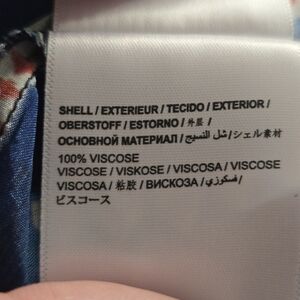 SHELL / EXTERIEUR / TECIDO / EXTERIOR /
OBERSTOFF / ESTORNO / 外层 /
ОСНОВНОЙ МАТЕРИАЛ / شل النسيج / シェル素材
100% VISCOSE
VISCOSE / VISKOSE / VISCOSA / VISCOSE
VISCOSA / 粘胶 / ВИСКОЗА / فسكوزي /
ビスコース